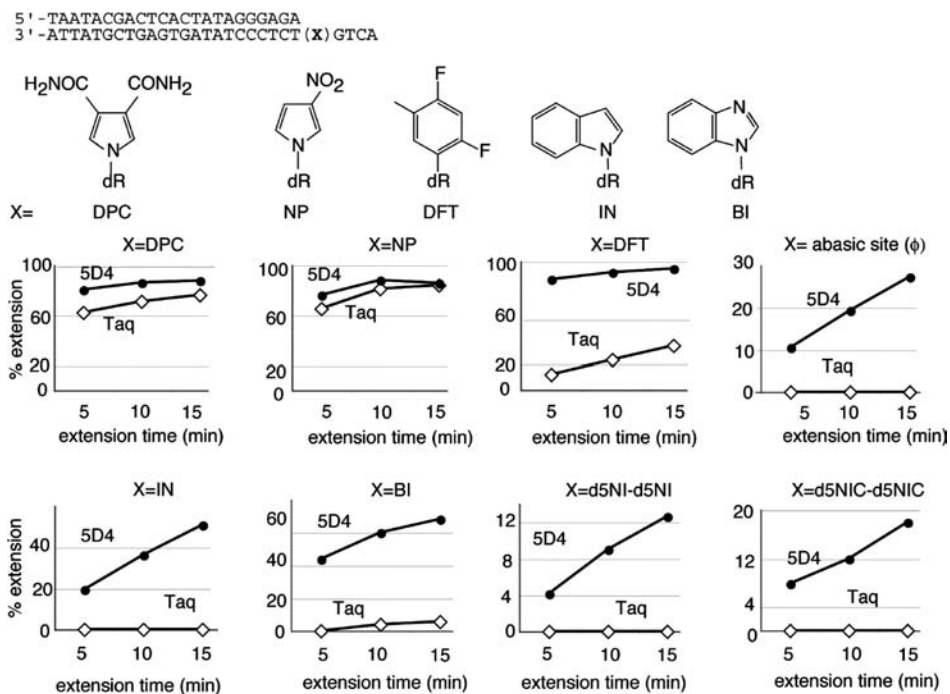 5'-TAATACGACTCACTATAGGGAGA
3'-ATTATGCTGAGTGATATCCCTCT(X)GTCA
H₂NOC CONH₂ NO₂ F N
N N F N N
dR dR dR dR dR
X= DPC NP DFT IN BI
X=DPC X=NP X=DFT X= abasic site (ϕ)
% extension
100 5D4 60 Taq 20 0
5 10 15
extension time (min)
100 5D4 60 Taq 20 0
5 10 15
extension time (min)
100 5D4 60 Taq 20 0
5 10 15
extension time (min)
30 5D4 20 10 Taq 0
5 10 15
extension time (min)
X=IN X=BI X=d5NI-d5NI X=d5NIC-d5NIC
% extension
40 5D4 20 Taq 0
5 10 15
extension time (min)
60 5D4 40 20 Taq 0
5 10 15
extension time (min)
12 5D4 8 4 Taq 0
5 10 15
extension time (min)
20 12 5D4 4 Taq 0
5 10 15
extension time (min)